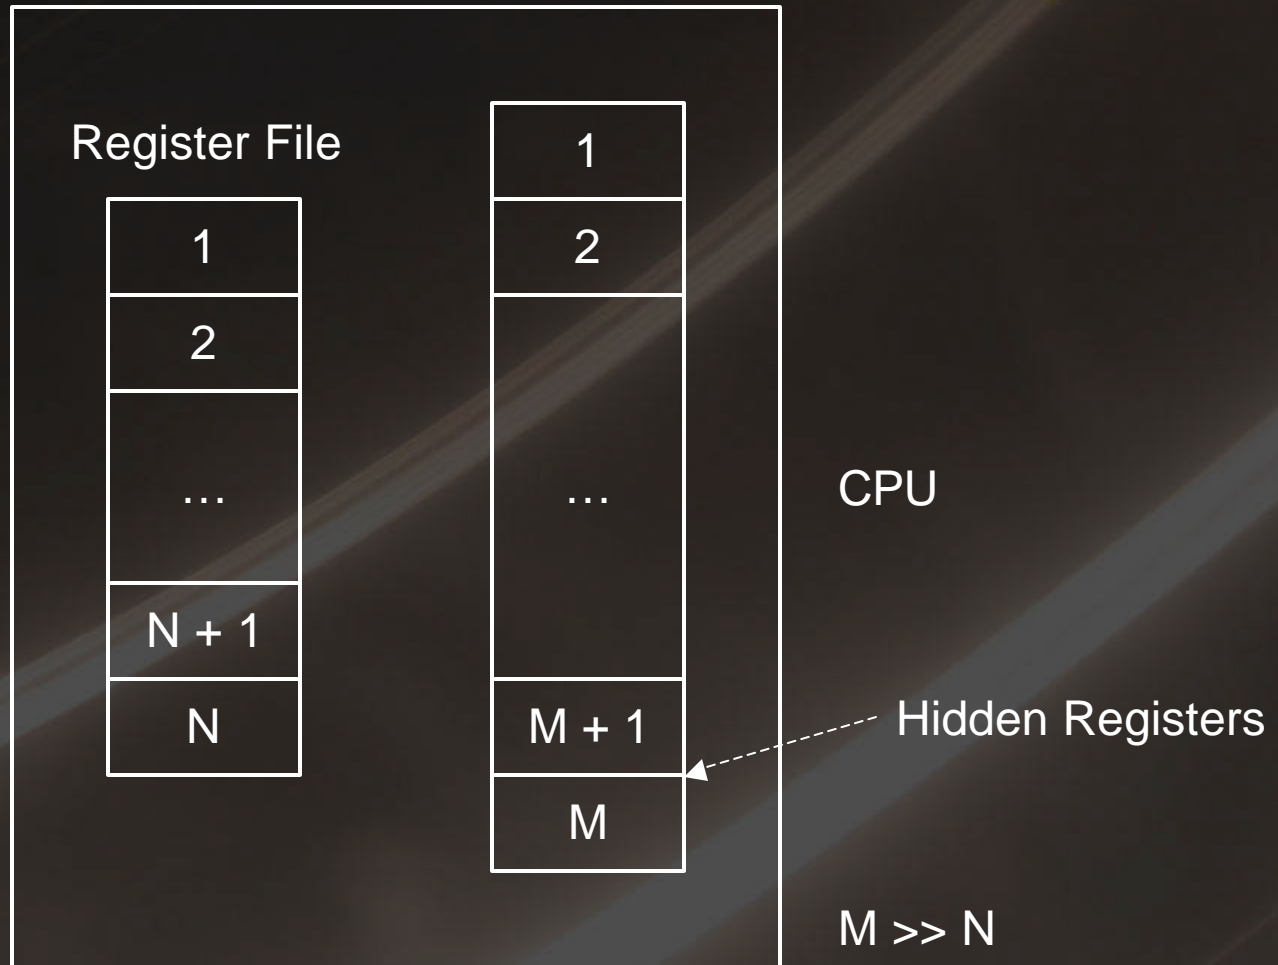 Register File
1
2
…
N + 1
N
1
2
…
M + 1
M
CPU
Hidden Registers
M >> N